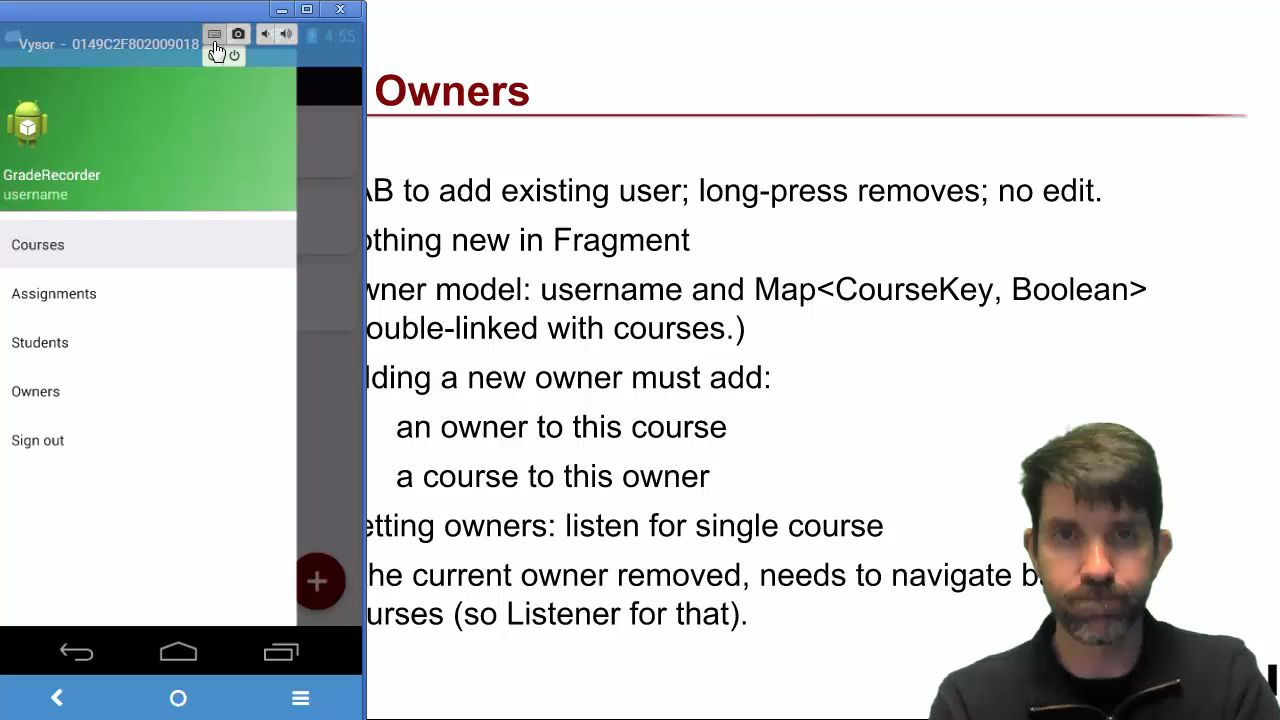 Vysor - 0149C2F802009018
4:55
GradeRecorder
username
Courses
Assignments
Students
Owners
Sign out
Owners
AB to add existing user; long-press removes; no edit.
othing new in Fragment
wner model: username and Map<CourseKey, Boolean>
ouble-linked with courses.)
lding a new owner must add:
an owner to this course
a course to this owner
etting owners: listen for single course
he current owner removed, needs to navigate
urses (so Listener for that).